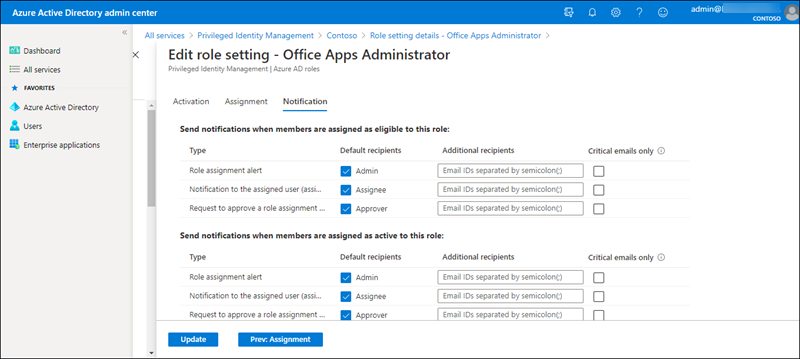 Azure Active Directory admin center
admin@
CONTOSO
Dashboard
All services
FAVORITES
Azure Active Directory
Users
Enterprise applications
All services > Privileged Identity Management > Contoso > Role setting details - Office Apps Administrator >
Edit role setting - Office Apps Administrator
Privileged Identity Management | Azure AD roles
Activation Assignment Notification
Send notifications when members are assigned as eligible to this role:
Type Default recipients Additional recipients Critical emails only
Role assignment alert Admin Email IDs separated by semicolon(;)
Notification to the assigned user (assi... Assignee Email IDs separated by semicolon(;)
Request to approve a role assignment ... Approver Email IDs separated by semicolon(;)
Send notifications when members are assigned as active to this role:
Type Default recipients Additional recipients Critical emails only
Role assignment alert Admin Email IDs separated by semicolon(;)
Notification to the assigned user (assi... Assignee Email IDs separated by semicolon(;)
Request to approve a role assignment ... Approver Email IDs separated by semicolon(;)
Update Prev: Assignment